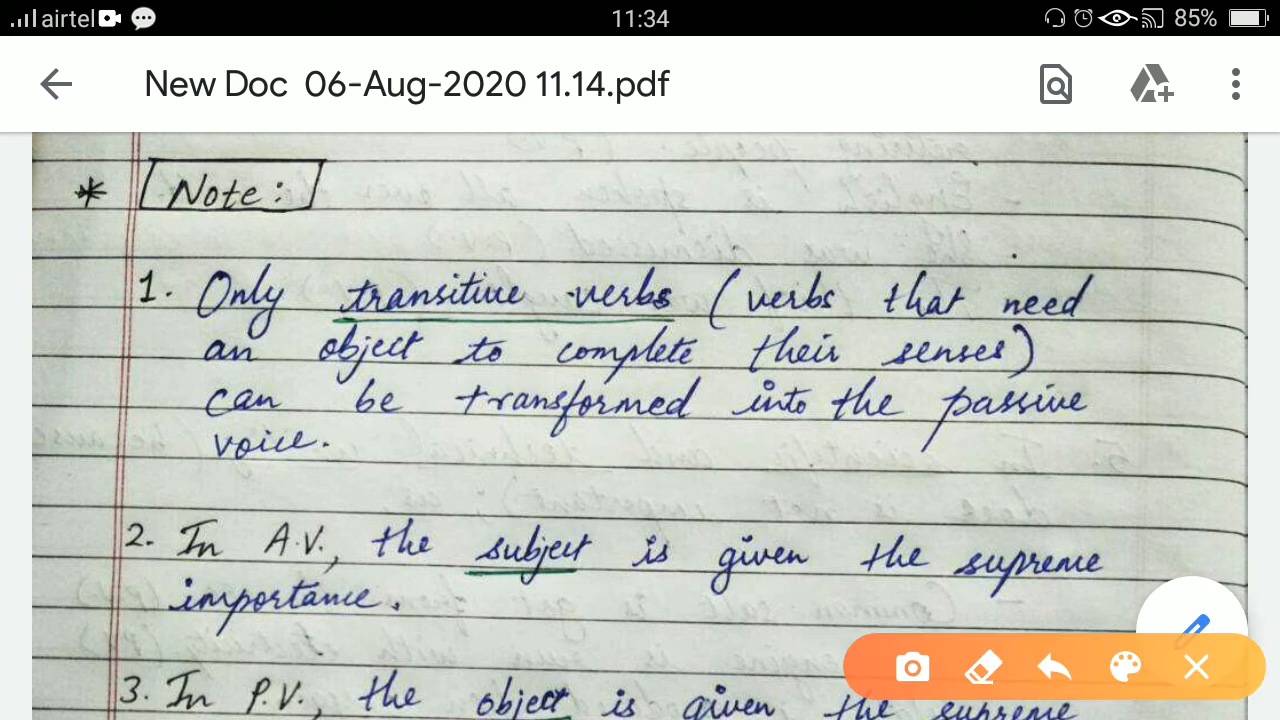 airtel 11:34 85%
New Doc 06-Aug-2020 11.14.pdf
* Note:
1. Only transitive verbs (verbs that need
an object to complete their senses)
can be transformed into the passive
voice.
2. In A.V., the subject is given the supreme
importance.
3. In P.V., the object is given the supreme